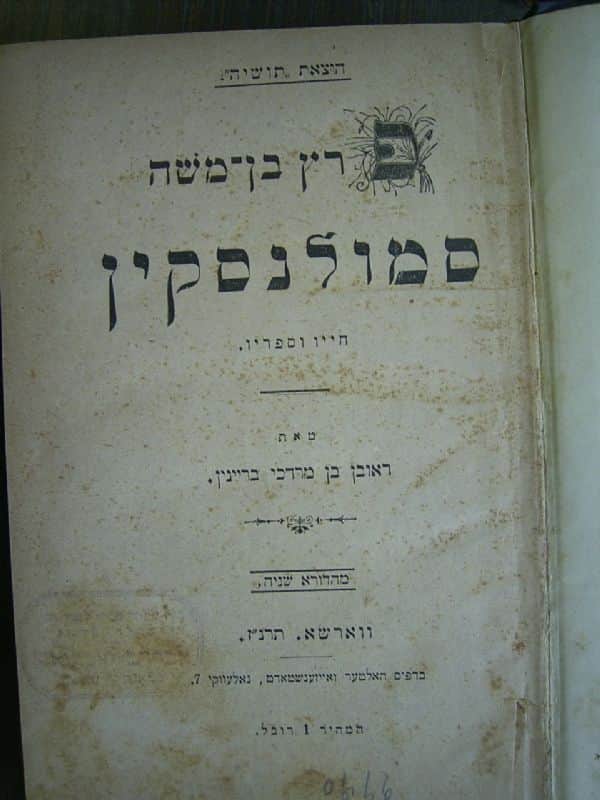 הוצאת „תושיה”.
פרץ בן־משה
סמולנסקין
חייו וספריו.
מאת
ראובן בן מרדכי בריינין.
מהדורא שניה.
ווארשא. תרנ״ז.
בדפוס האלטער ואייזענשטאדט, נאלעווקי 7.
המחיר 1 רובל.